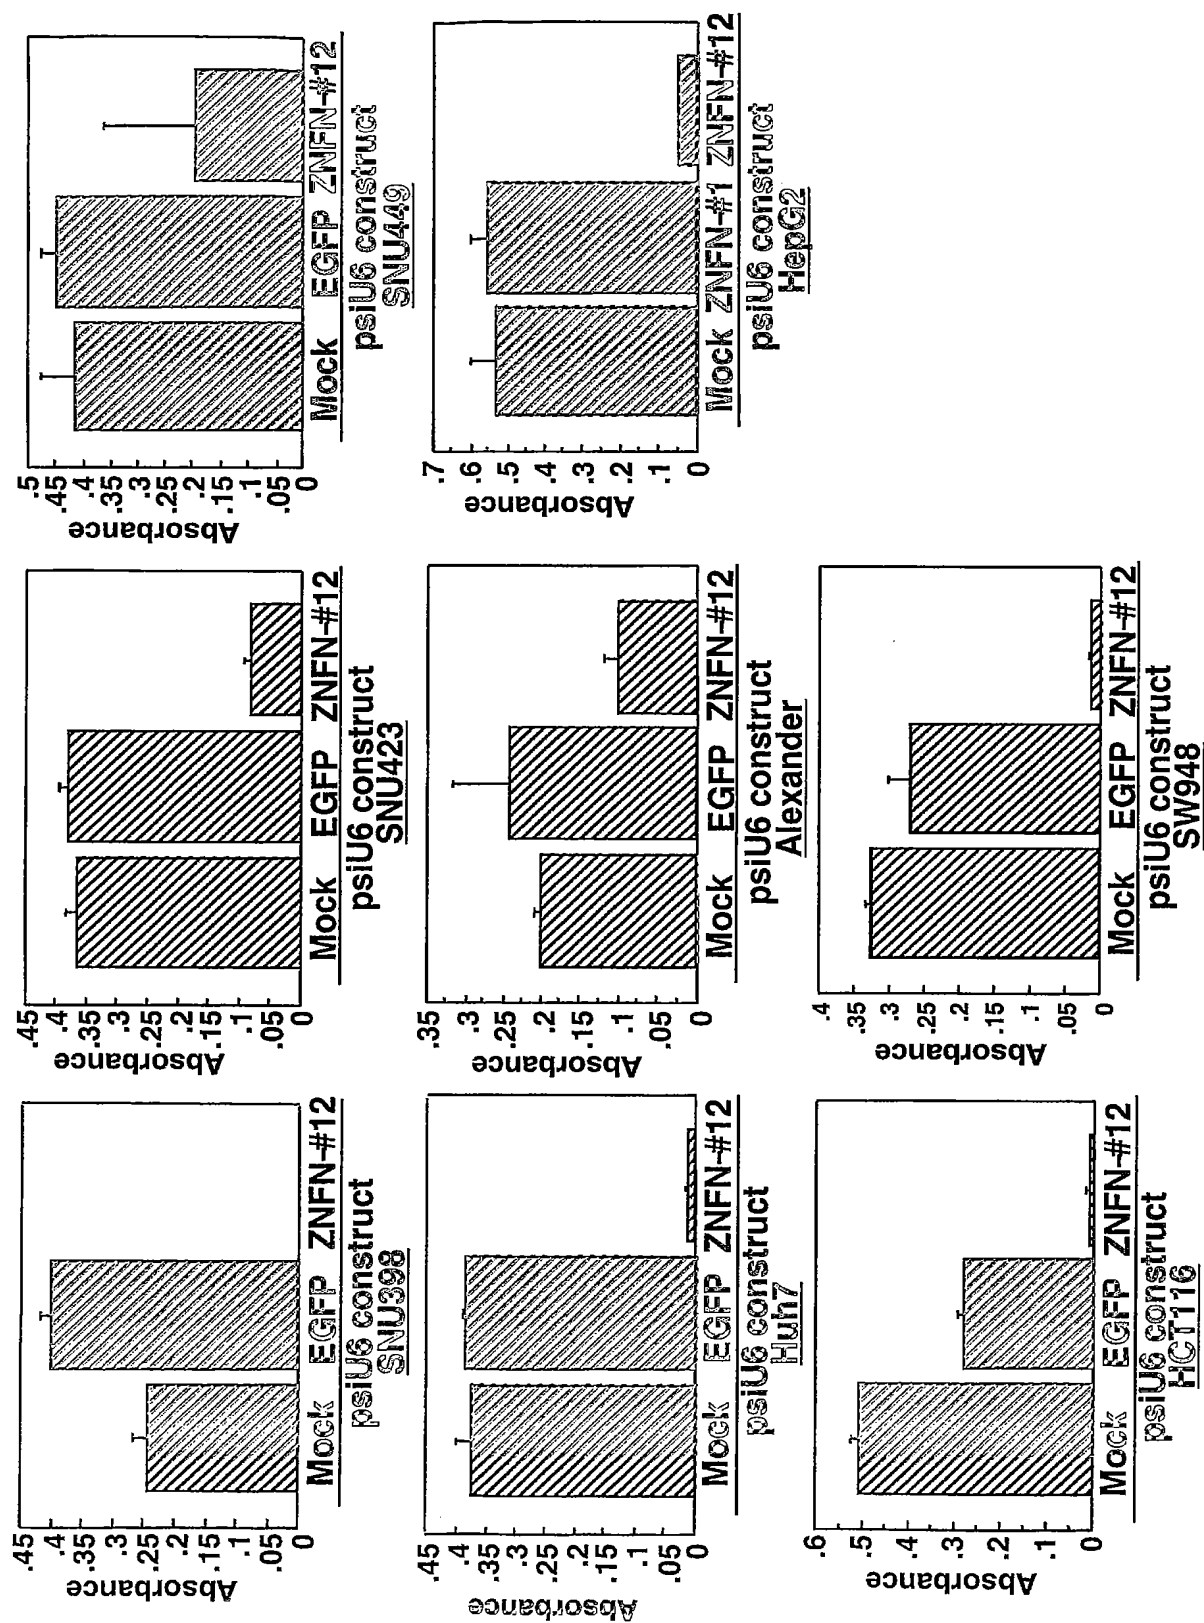 Absorbance
.45
.4
.35
.3
.25
.2
.15
.1
.05
0
Mock EGFP ZNFN-#12
psiU6 construct
SNU398
Absorbance
.45
.4
.35
.3
.25
.2
.15
.1
.05
0
Mock EGFP ZNFN-#12
psiU6 construct
SNU423
Absorbance
.5
.45
.4
.35
.3
.25
.2
.15
.1
.05
0
Mock EGFP ZNFN-#12
psiU6 construct
SNU449
Absorbance
.45
.4
.35
.3
.25
.2
.15
.1
.05
0
Mock EGFP ZNFN-#12
psiU6 construct
Huh7
Absorbance
.35
.3
.25
.2
.15
.1
.05
0
Mock EGFP ZNFN-#12
psiU6 construct
Alexander
Absorbance
.7
.6
.5
.4
.3
.2
.1
0
Mock ZNFN-#1 ZNFN-#12
psiU6 construct
HepG2
Absorbance
.6
.5
.4
.3
.2
.1
0
Mock EGFP ZNFN-#12
psiU6 construct
HCT116
Absorbance
.4
.35
.3
.25
.2
.15
.1
.05
0
Mock EGFP ZNFN-#12
psiU6 construct
SW948